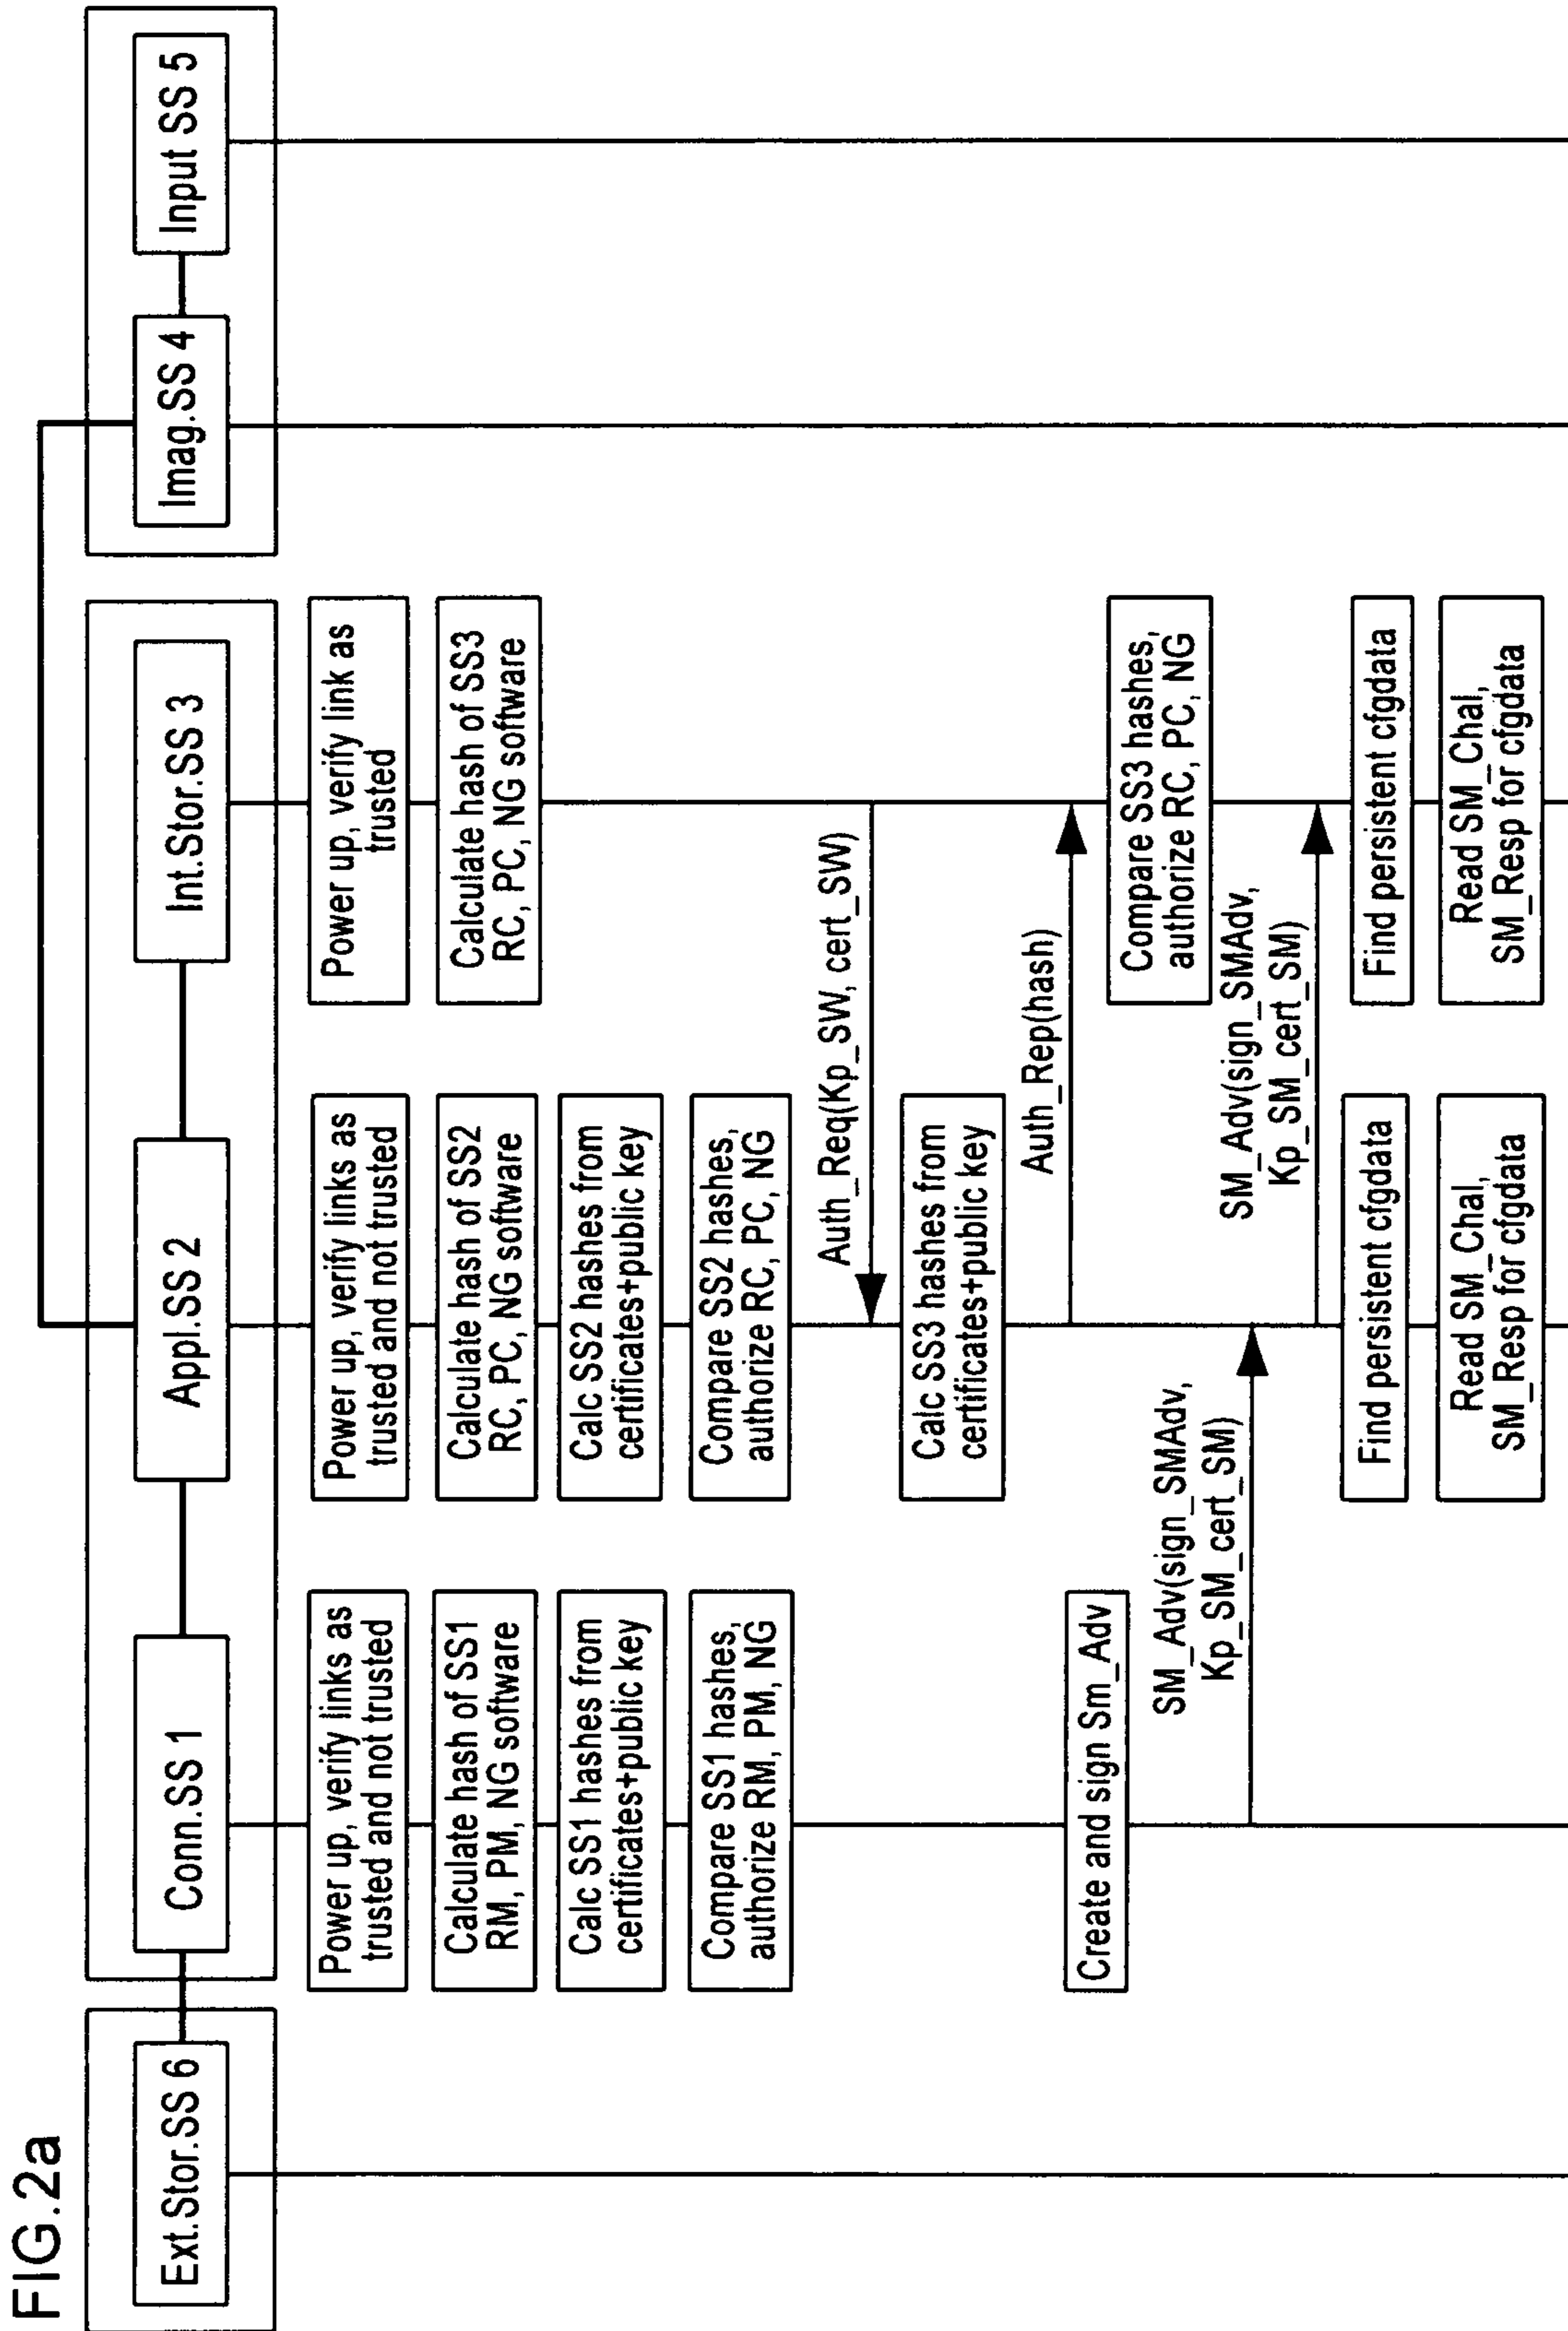 FIG.2a
Ext.Stor.SS 6
Conn.SS 1
Appl.SS 2
Int.Stor.SS 3
Imag.SS 4
Input SS 5
Power up, verify links as
trusted and not trusted
Power up, verify links as
trusted and not trusted
Power up, verify link as
trusted
Calculate hash of SS1
RM, PM, NG software
Calculate hash of SS2
RC, PC, NG software
Calculate hash of SS3
RC, PC, NG software
Calc SS1 hashes from
certificates+public key
Calc SS2 hashes from
certificates+public key
Compare SS1 hashes,
authorize RM, PM, NG
Compare SS2 hashes,
authorize RC, PC, NG
Auth_Req(Kp_SW, cert_SW)
Calc SS3 hashes from
certificates+public key
Auth_Rep(hash)
Create and sign Sm_Adv
Compare SS3 hashes,
authorize RC, PC, NG
SM_Adv(sign_SMAdv,
Kp_SM_cert_SM)
SM_Adv(sign_SMAdv,
Kp_SM_cert_SM)
Find persistent cfgdata
Find persistent cfgdata
Read SM_Chal,
SM_Resp for cfgdata
Read SM_Chal,
SM_Resp for cfgdata